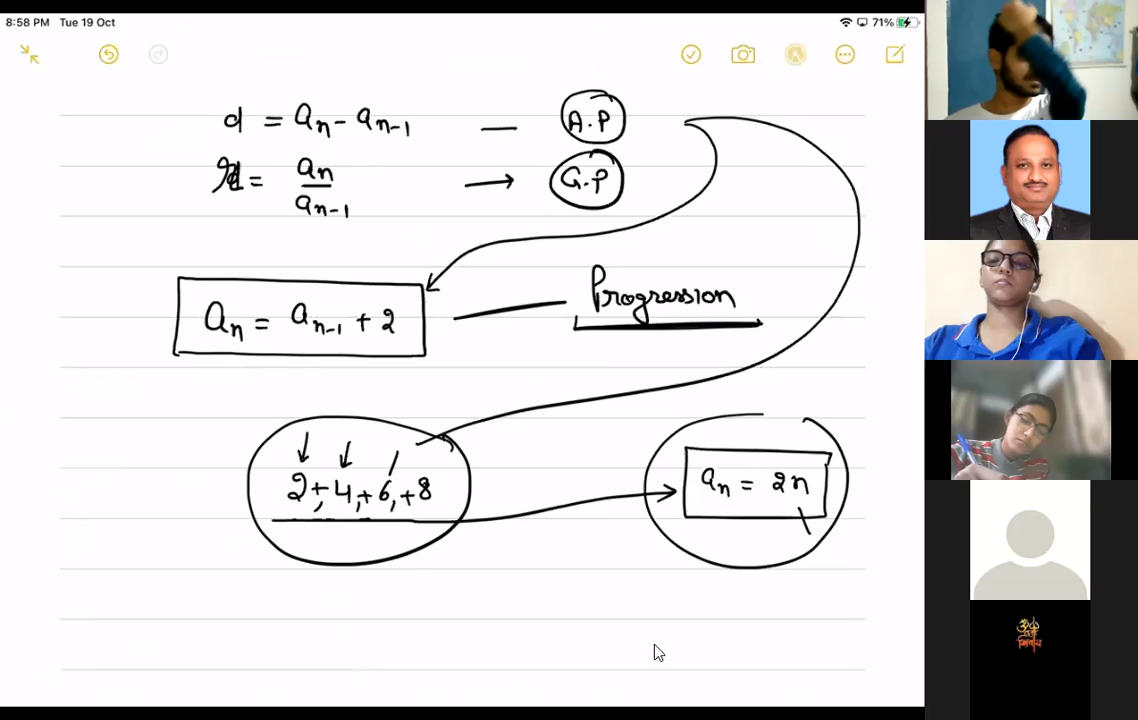 8:58 PM Tue 19 Oct 71%
d = aₙ - aₙ₋₁ — A.P
= aₙ/aₙ₋₁ → G.P
aₙ = aₙ₋₁ + 2 — Progression
2+, 4,+ 6,+8
aₙ = 2n